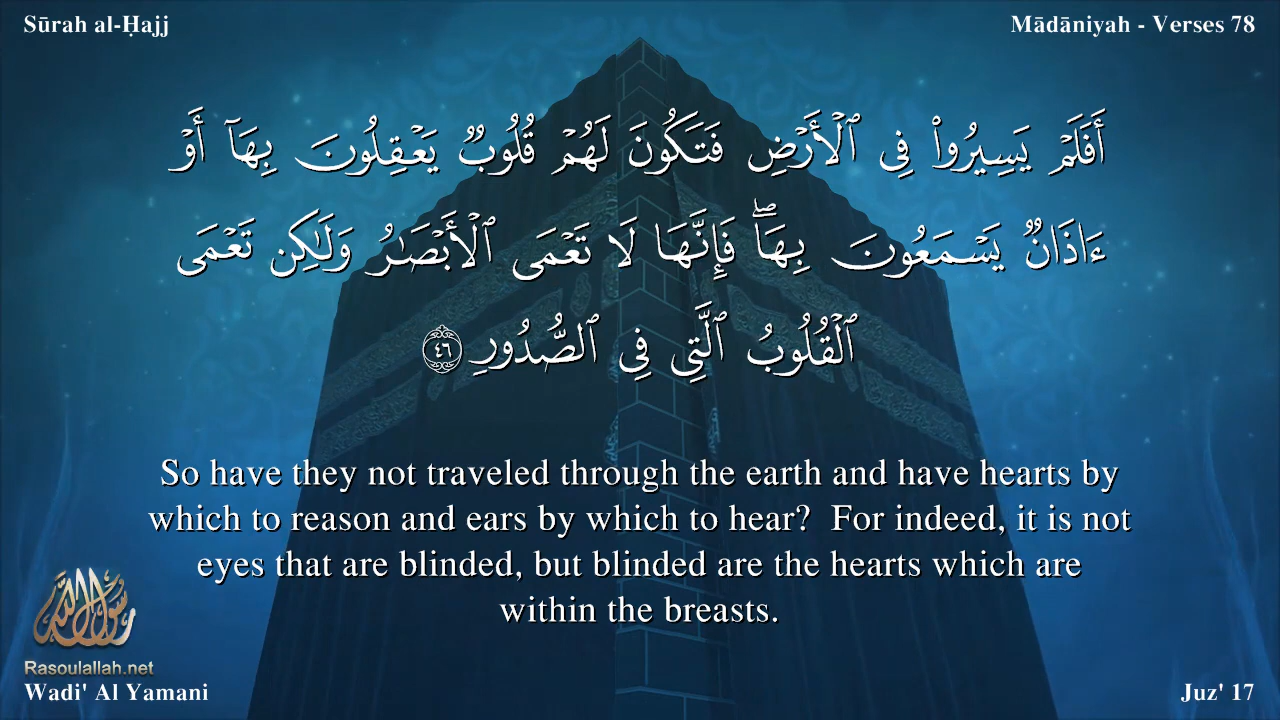 Sūrah al-Ḥajj
Mādāniyah - Verses 78
أَفَلَمْ يَسِيرُوا۟ فِى ٱلْأَرْضِ فَتَكُونَ لَهُمْ قُلُوبٌ يَعْقِلُونَ بِهَآ أَوْ
ءَاذَانٌ يَسْمَعُونَ بِهَا ۖ فَإِنَّهَا لَا تَعْمَى ٱلْأَبْصَـٰرُ وَلَـٰكِن تَعْمَى
ٱلْقُلُوبُ ٱلَّتِى فِى ٱلصُّدُورِ ٤٦
So have they not traveled through the earth and have hearts by
which to reason and ears by which to hear?  For indeed, it is not
eyes that are blinded, but blinded are the hearts which are
within the breasts.
رسول الله
Rasoulallah.net
Wadi' Al Yamani
Juz' 17